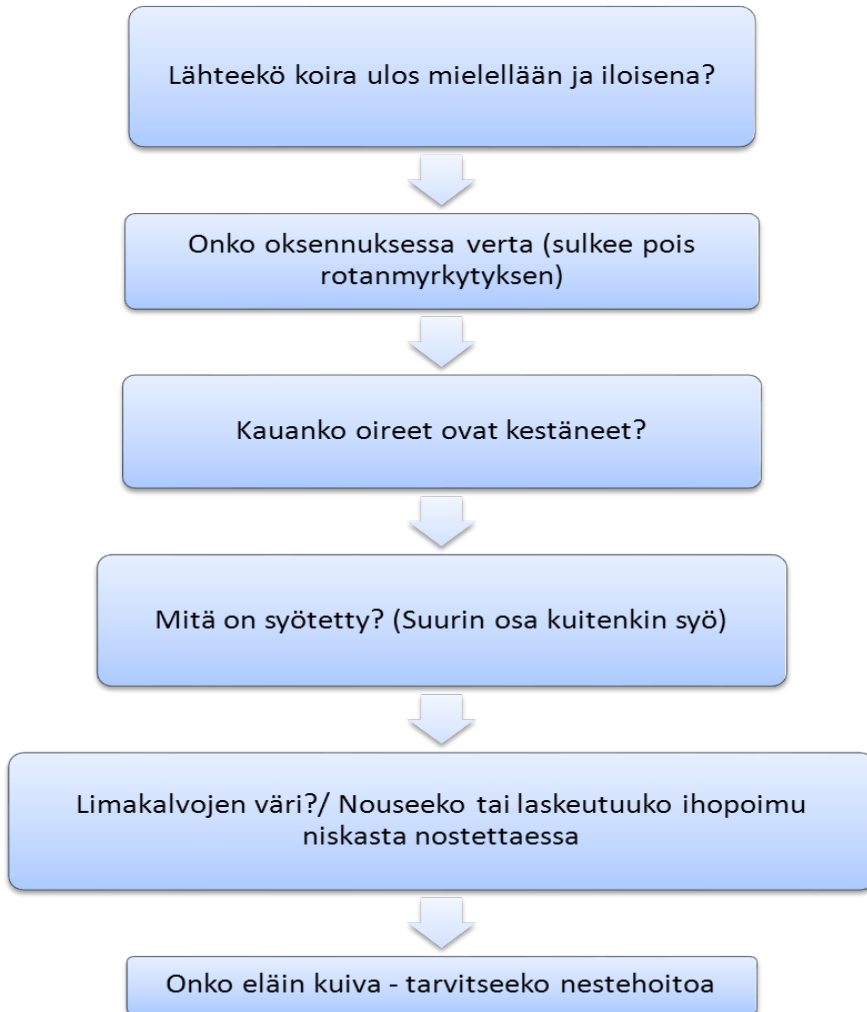 Lähteekö koira ulos mielellään ja iloisena?
Onko oksennuksessa verta (sulkee pois
rotanmyrkytyksen)
Kauanko oireet ovat kestäneet?
Mitä on syötetty? (Suurin osa kuitenkin syö)
Limakalvojen väri?/ Nouseeko tai laskeutuuko ihopoimu
niskasta nostettaessa
Onko eläin kuiva - tarvitseeko nestehoitoa